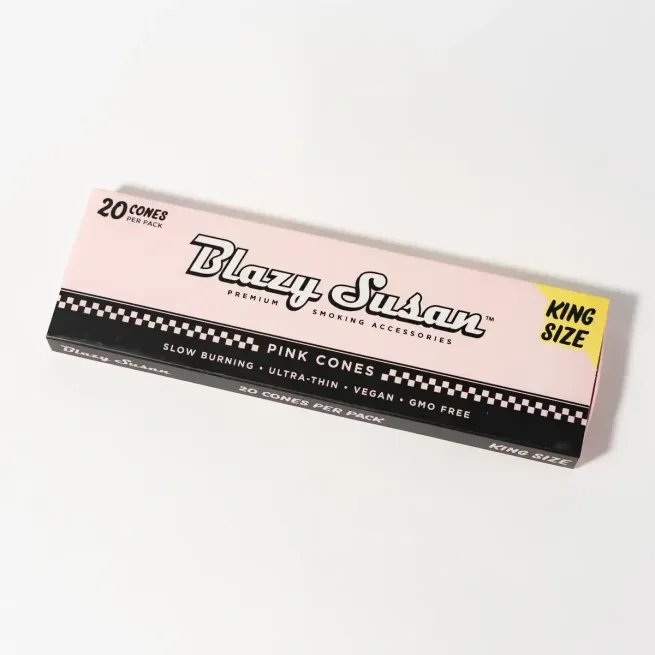 20 CONES
PER PACK
Blazy Susan™
PREMIUM SMOKING ACCESSORIES
KING
SIZE
PINK CONES
SLOW BURNING • ULTRA-THIN • VEGAN • GMO FREE
Blazy Susan
20 CONES PER PACK
KING SIZE